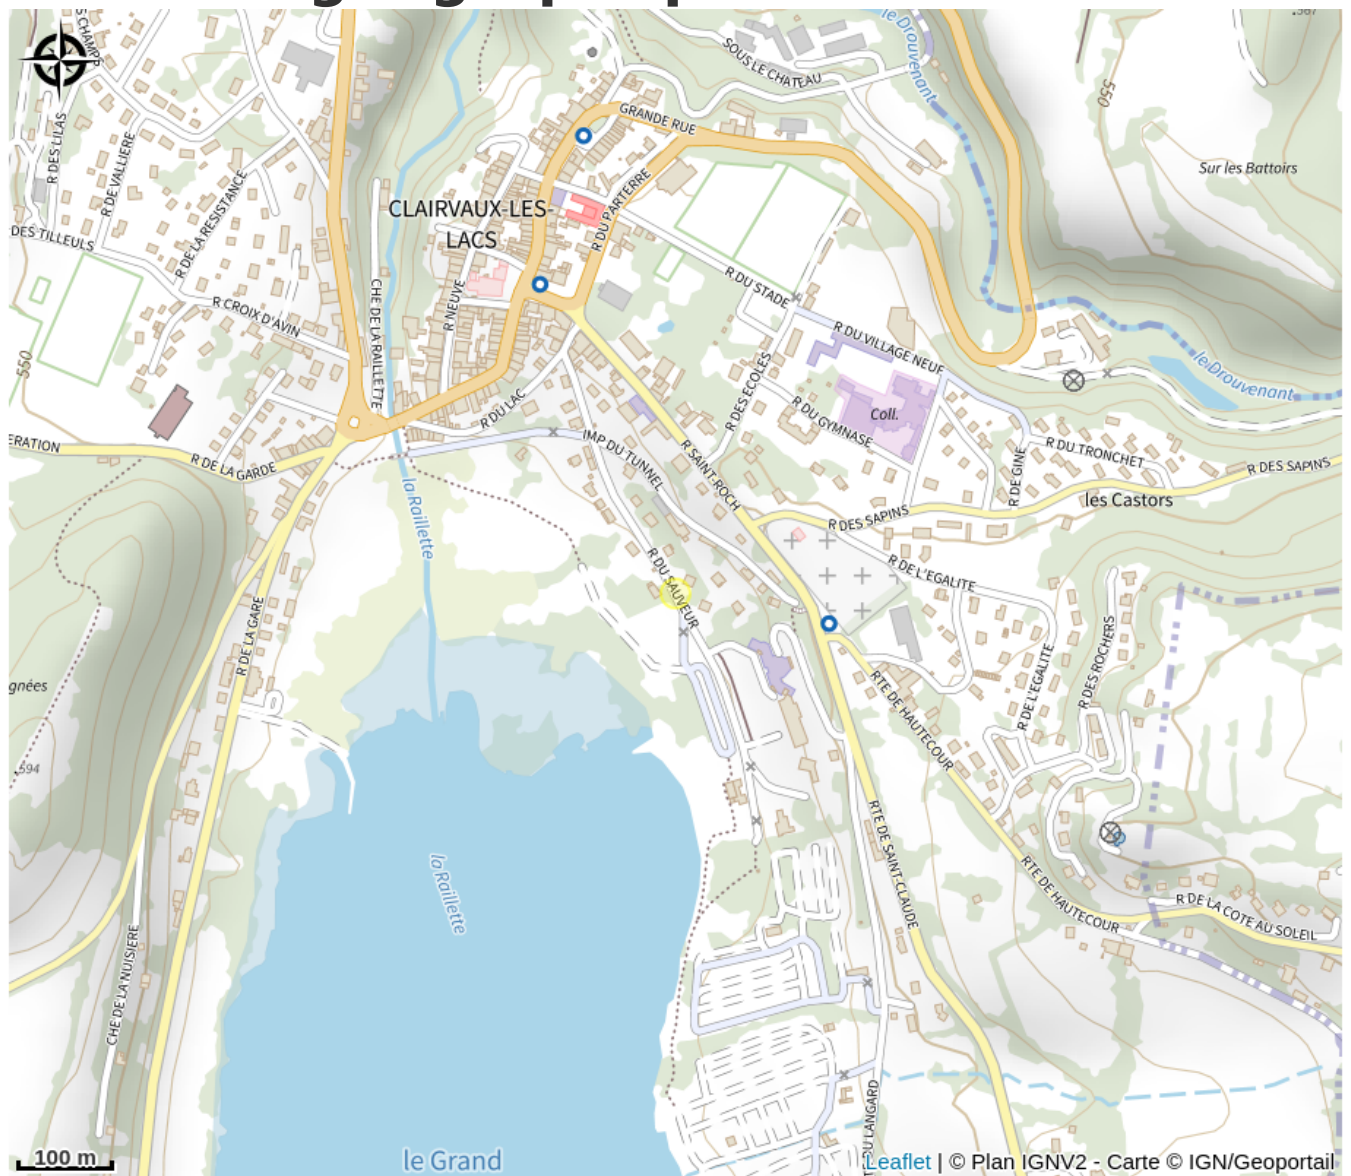 le Drouvenant
SOUS LE CHATEAU
550
GRANDE RUE
R DES LILAS
R DE VALLIERE
Sur les Battoirs
R DE LA RESISTANCE
CLAIRVAUX-LES-
LACS
R DU PARTERRE
DES TILLEULS
R DU STADE
CHE DE LA RAILLETTE
R NEUVE
R CROIX D'AVIN
R DU VILLAGE NEUF
550
le Drouvenant
R DES ECOLES
R DU LAC
R DU GYMNASE
Coll.
ERATION
R DE LA GARDE
IMP DU TUNNEL
R SAINT-ROCH
R DE GINE
R DU TRONCHET
R DES SAPINS
les Castors
R DES SAPINS
la Raillette
R DU SAUVEUR
R DE L'EGALITE
R DE LA GARE
R DES ROCHERS
R DE L'EGALITE
gnées
RTE DE HAUTECOUR
594
RTE DE SAINT-CLAUDE
la Raillette
RTE DE HAUTECOUR
R DE LA COTE AU SOLEIL
CHE DE LA NUISIERE
DU LANGARD
100 m
le Grand
Leaflet | © Plan IGNV2 - Carte © IGN/Geoportail